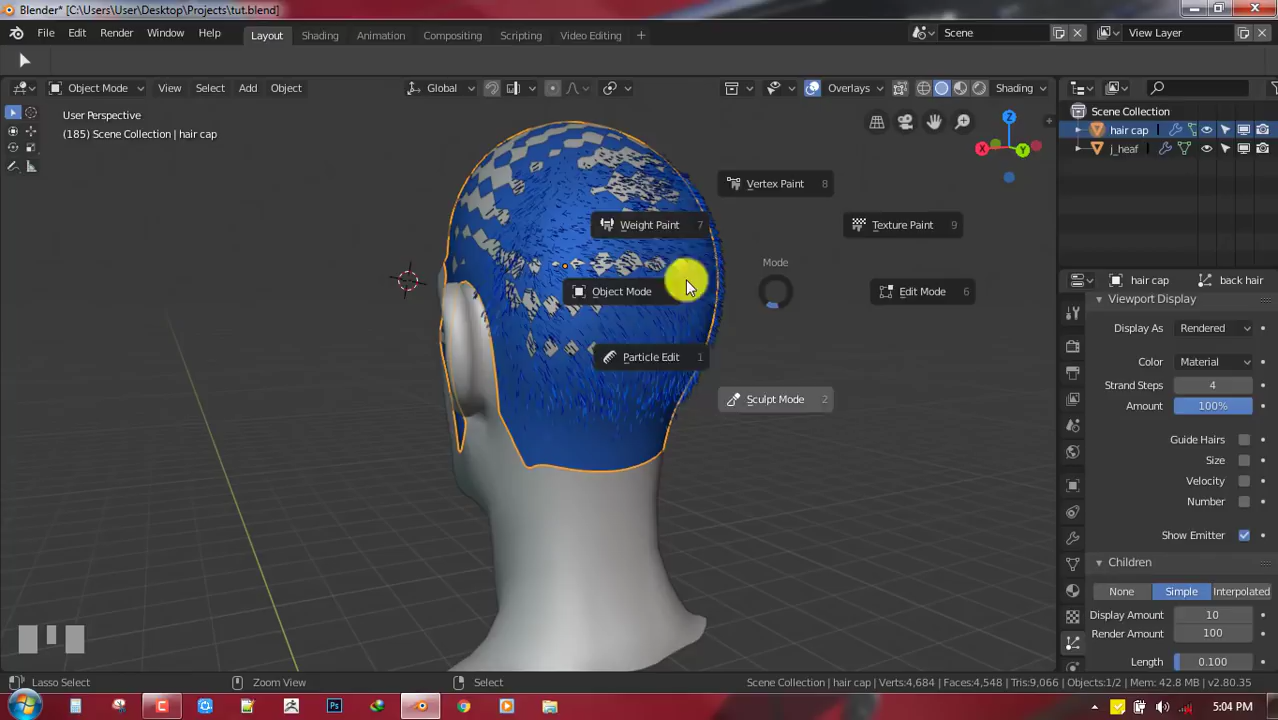 Blender* [C:\Users\User\Desktop\Projects\tut.blend]
File Edit Render Window Help Layout Shading Animation Compositing Scripting Video Editing + Scene View Layer
Object Mode View Select Add Object Global Overlays Shading
User Perspective
(185) Scene Collection | hair cap
Z
X Y
Scene Collection
hair cap
j_heaf
Vertex Paint 8
Weight Paint 7
Texture Paint 9
Mode
Object Mode
Edit Mode 6
Particle Edit 1
Sculpt Mode 2
hair cap back hair
Viewport Display
Display As Rendered
Color Material
Strand Steps 4
Amount 100%
Guide Hairs
Size
Velocity
Number
Show Emitter
Children
None Simple Interpolated
Display Amount 10
Render Amount 100
Length 0.100
Lasso Select Zoom View Select Scene Collection | hair cap | Verts:4,684 | Faces:4,548 | Tris:9,066 | Objects:1/2 | Mem: 42.8 MB | v2.80.35
Ps 5:04 PM